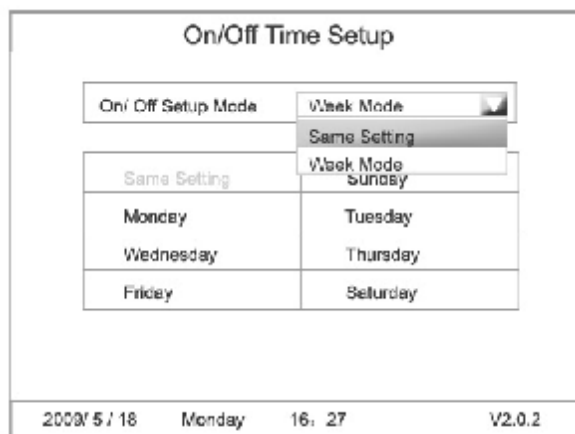 On/Off Time Setup
On/ Off Setup Mode Week Mode
Same Setting
Week Mode
Same Setting Sunday
Monday Tuesday
Wednesday Thursday
Friday Saturday
2009/ 5 / 18 Monday 16: 27 V2.0.2